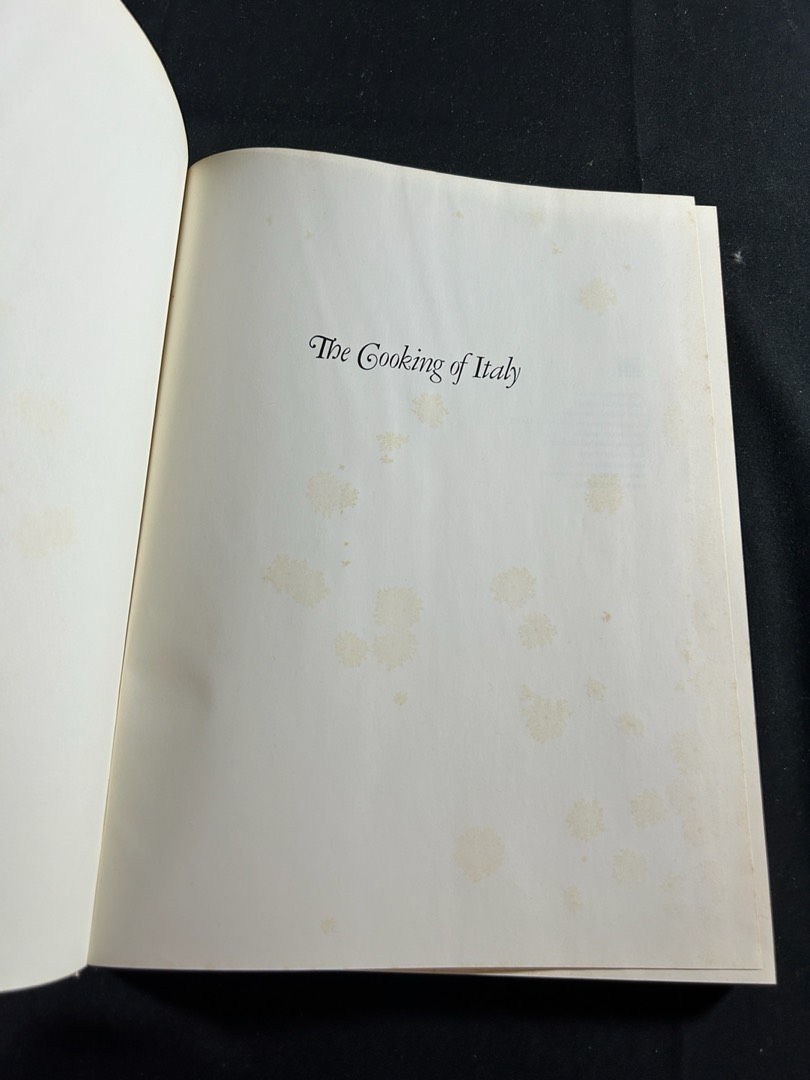 The Cooking of Italy